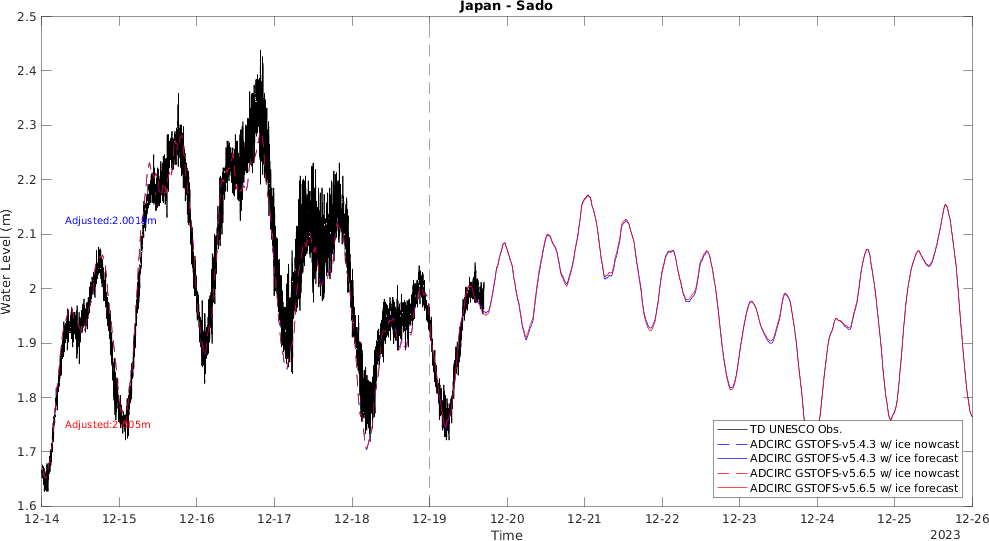 Japan - Sado
2.5
2.4
2.3
2.2
2.1
2
1.9
1.8
1.7
1.6
Water Level (m)
Adjusted:2.0010m
Adjusted:2.005m
TD UNESCO Obs.
ADCIRC GSTOFS-v5.4.3 w/ ice nowcast
ADCIRC GSTOFS-v5.4.3 w/ ice forecast
ADCIRC GSTOFS-v5.6.5 w/ ice nowcast
ADCIRC GSTOFS-v5.6.5 w/ ice forecast
12-14 12-15 12-16 12-17 12-18 12-19 12-20 12-21 12-22 12-23 12-24 12-25 12-26
Time
2023